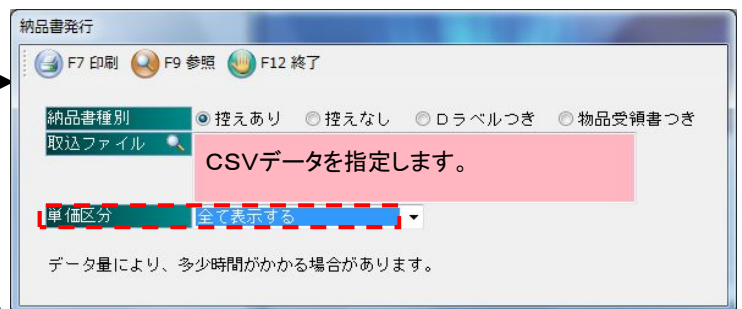 納品書発行
F7 印刷 F9 参照 F12 終了
納品書種別 控えあり 控えなし Dラベルつき 物品受領書つき
取込ファイル CSVデータを指定します。
単価区分 全て表示する
データ量により、多少時間がかかる場合があります。